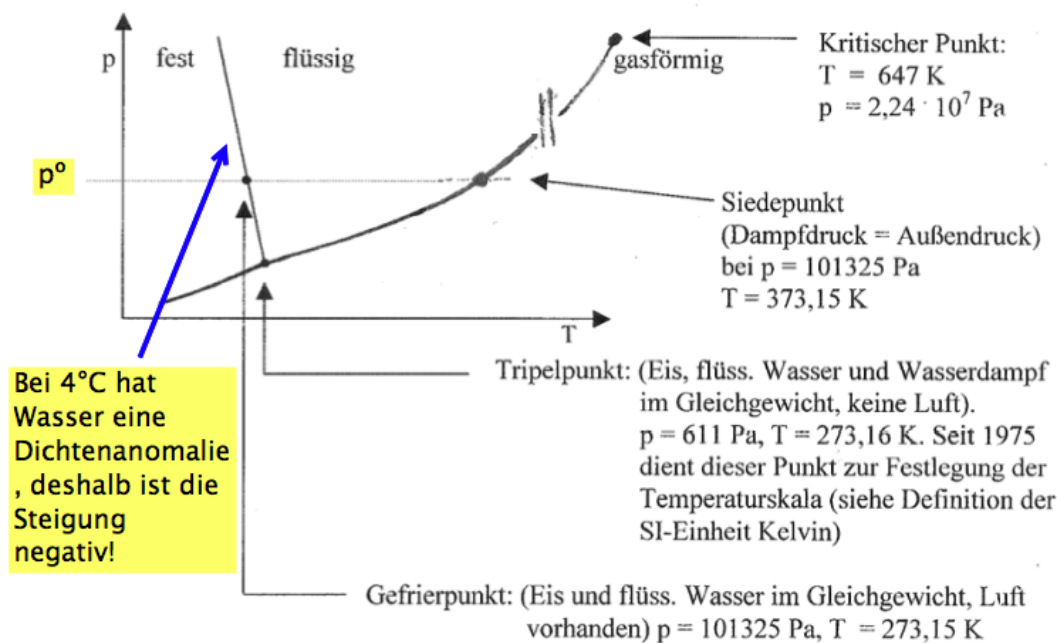 p
fest
flüssig
gasförmig
Kritischer Punkt:
T = 647 K
p = 2,24 · 10⁷ Pa
pº
Siedepunkt
(Dampfdruck = Außendruck)
bei p = 101325 Pa
T = 373,15 K
T
Bei 4°C hat
Wasser eine
Dichtenanomalie
, deshalb ist die
Steigung
negativ!
Tripelpunkt: (Eis, flüss. Wasser und Wasserdampf
im Gleichgewicht, keine Luft).
p = 611 Pa, T = 273,16 K. Seit 1975
dient dieser Punkt zur Festlegung der
Temperaturskala (siehe Definition der
SI-Einheit Kelvin)
Gefrierpunkt: (Eis und flüss. Wasser im Gleichgewicht, Luft
vorhanden) p = 101325 Pa, T = 273,15 K